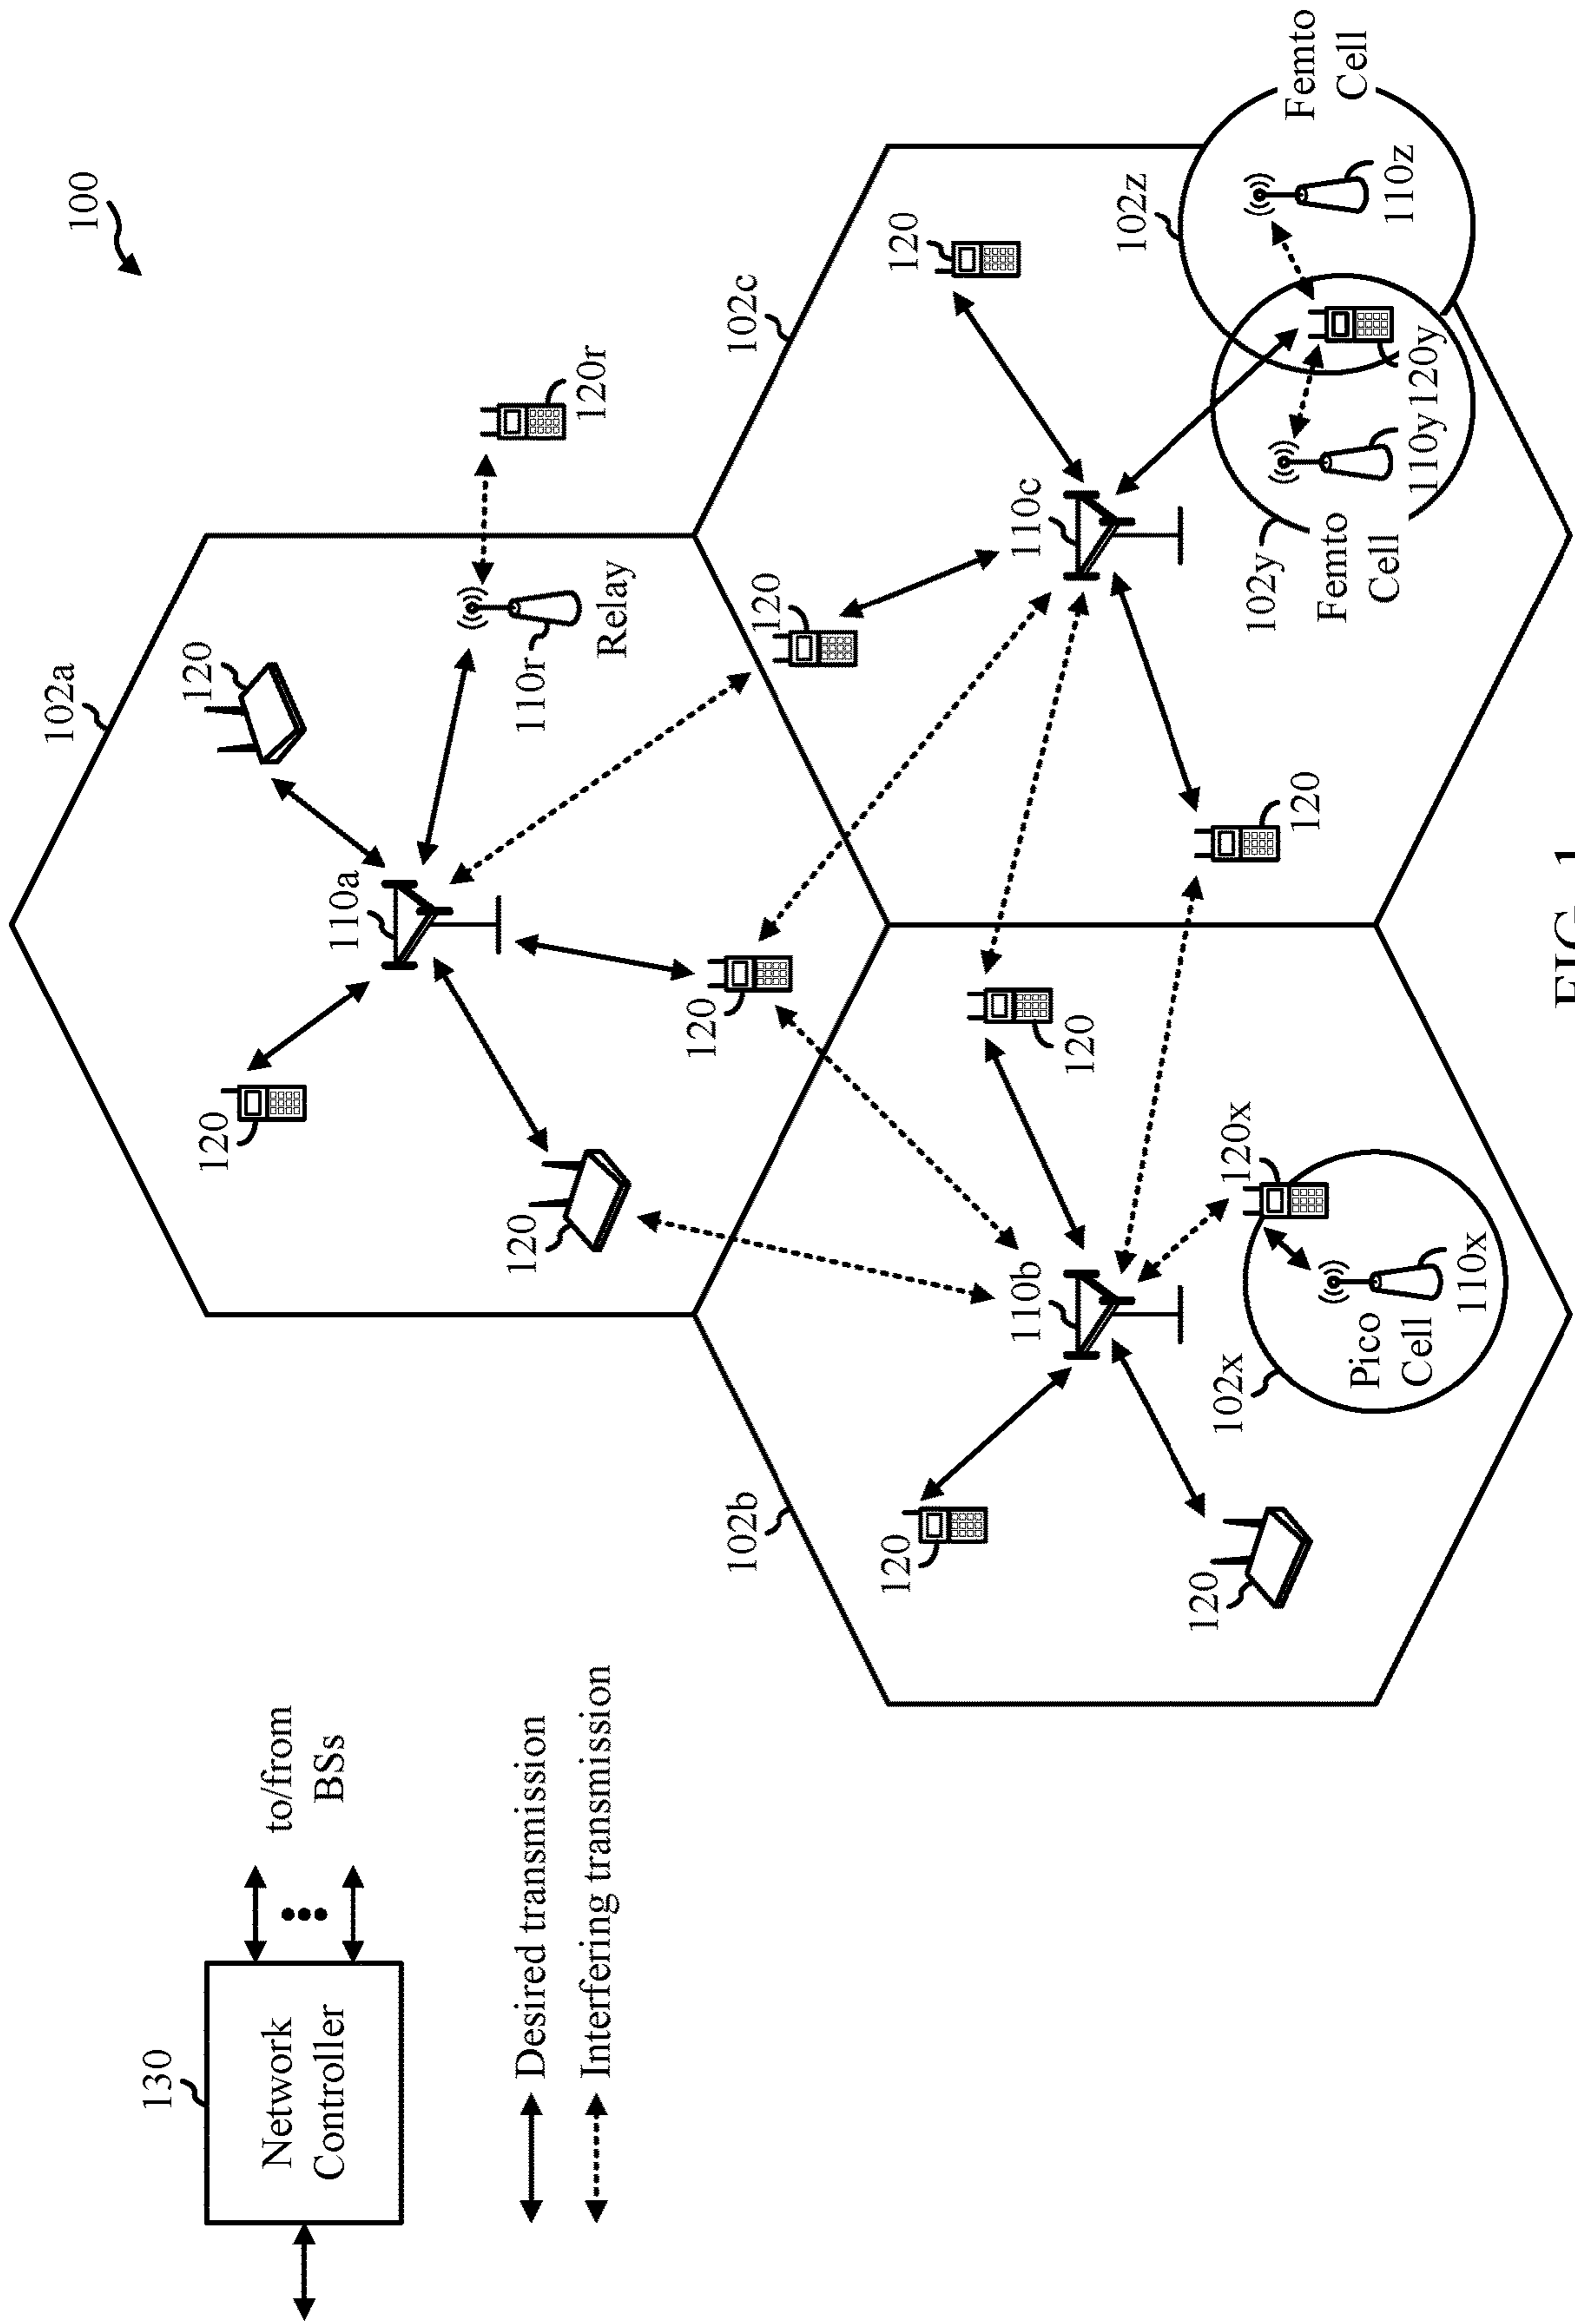 100
102a
130
Network
Controller
to/from
BSs
Desired transmission
Interfering transmission
120
120
110a
120
110r
Relay
120r
120
102b
102c
120
120
120
120
110b
110c
120
120
120
102x
Pico
Cell
110x
120x
102y
Femto
Cell
110y
120y
102z
110z
Femto
Cell
FIG. 1